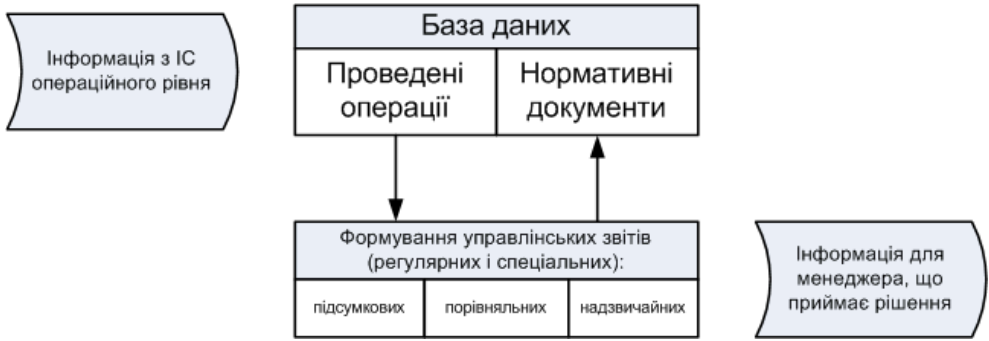 Інформація з ІС
операційного рівня
База даних
Проведені
операції
Нормативні
документи
Формування управлінських звітів
(регулярних і спеціальних):
підсумкових
порівняльних
надзвичайних
Інформація для
менеджера, що
приймає рішення